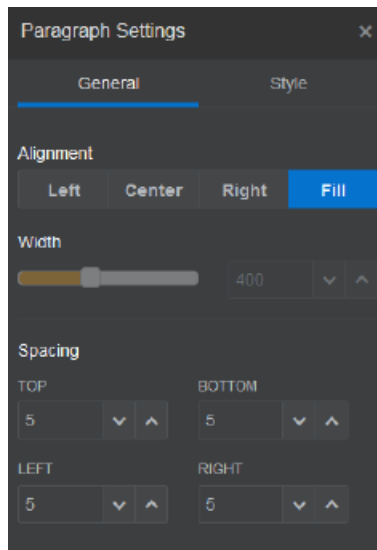 Paragraph Settings ×
General Style
Alignment
Left Center Right Fill
Width
400
Spacing
TOP BOTTOM
5 5
LEFT RIGHT
5 5